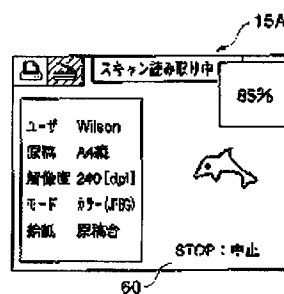 15A
スキャン読み取り中
85%
ユーザ Wilson
原稿 A4縦
解像度 240[dpi]
モード カラー(JPEG)
給紙 原稿台
STOP：中止
60